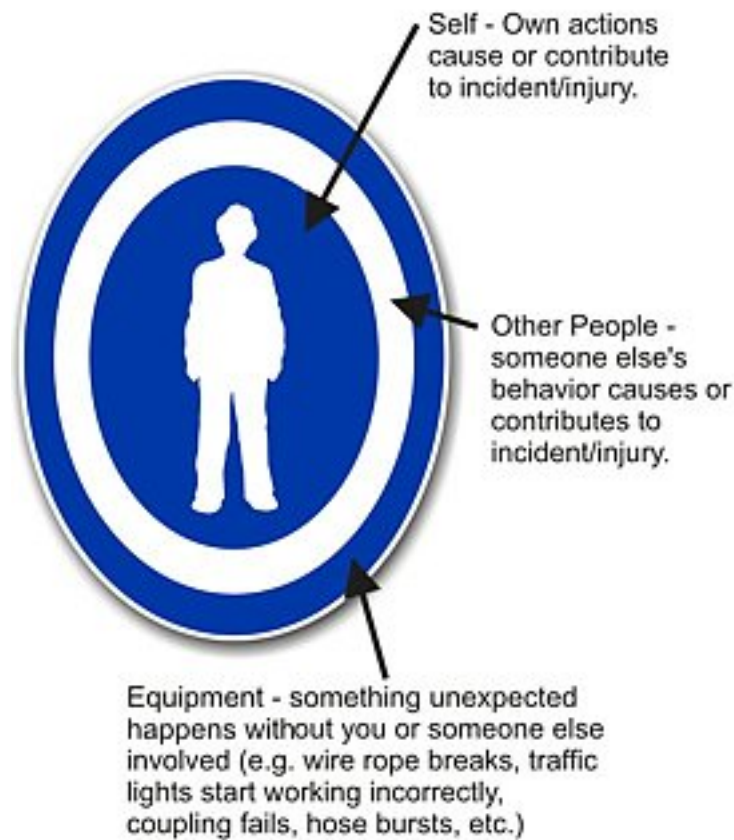 Self - Own actions
cause or contribute
to incident/injury.
Other People -
someone else's
behavior causes or
contributes to
incident/injury.
Equipment - something unexpected
happens without you or someone else
involved (e.g. wire rope breaks, traffic
lights start working incorrectly,
coupling fails, hose bursts, etc.)